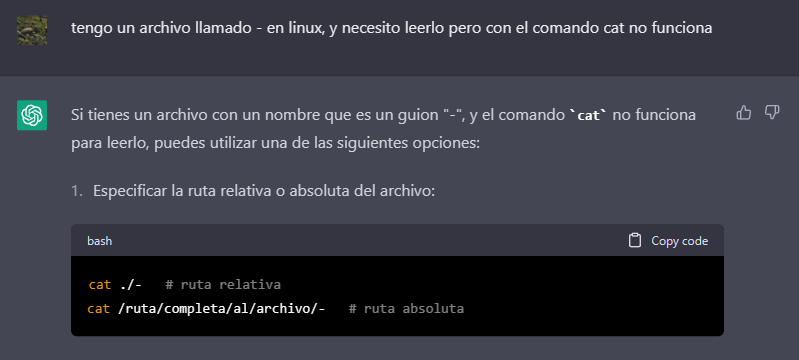 tengo un archivo llamado - en linux, y necesito leerlo pero con el comando cat no funciona
Si tienes un archivo con un nombre que es un guion "-", y el comando `cat` no funciona
para leerlo, puedes utilizar una de las siguientes opciones:
1. Especificar la ruta relativa o absoluta del archivo:
bash Copy code
cat ./-   # ruta relativa
cat /ruta/completa/al/archivo/-   # ruta absoluta